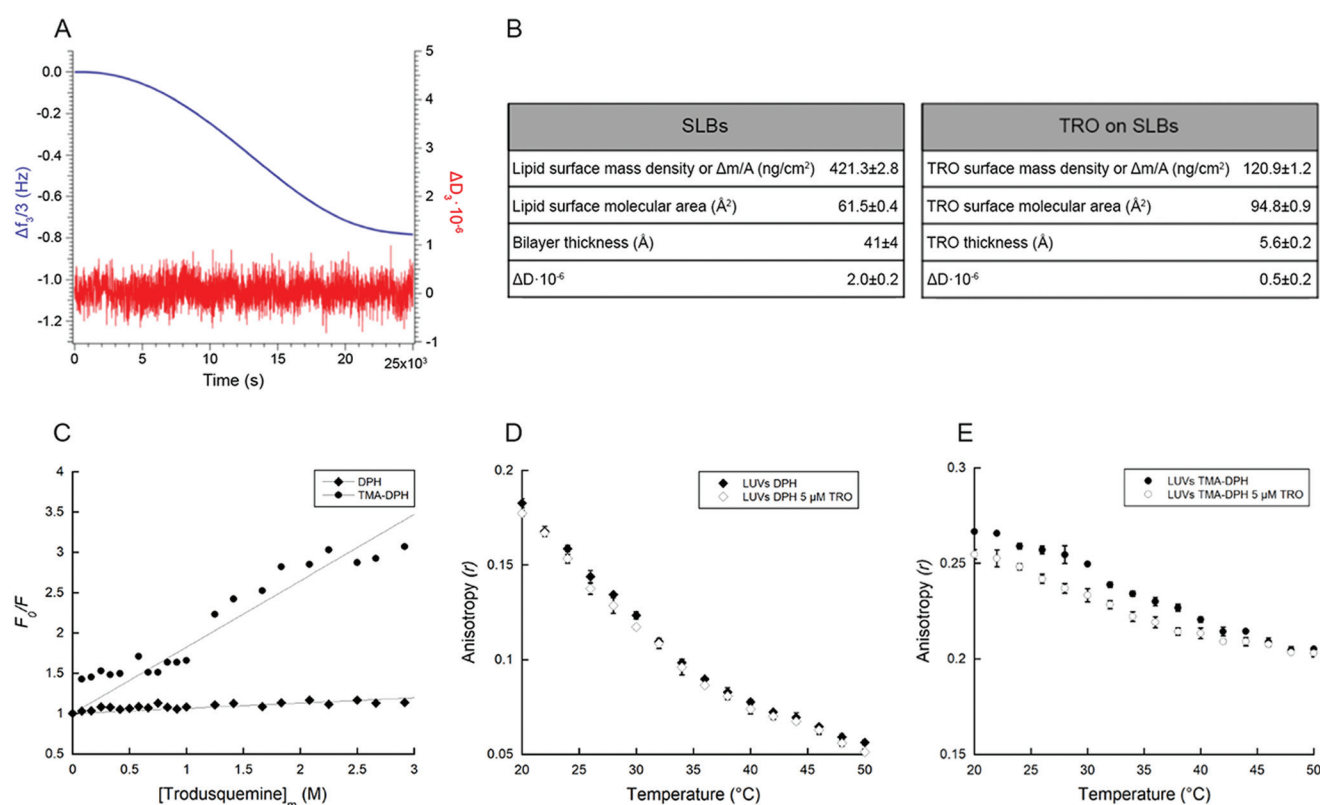 A
Δf₃/3 (Hz)
0.0
-0.2
-0.4
-0.6
-0.8
-1.0
-1.2
5
4
3
2
1
0
-1
ΔD₃·10⁻⁶
0
5
10
15
20
25x10³
Time (s)
B
SLBs
Lipid surface mass density or Δm/A (ng/cm²) 421.3±2.8
Lipid surface molecular area (Å²) 61.5±0.4
Bilayer thickness (Å) 41±4
ΔD·10⁻⁶ 2.0±0.2
TRO on SLBs
TRO surface mass density or Δm/A (ng/cm²) 120.9±1.2
TRO surface molecular area (Å²) 94.8±0.9
TRO thickness (Å) 5.6±0.2
ΔD·10⁻⁶ 0.5±0.2
C
DPH
TMA-DPH
F₀/F
4
3.5
3
2.5
2
1.5
1
0.5
0
0.5
1
1.5
2
2.5
3
[Trodusquemine]ₘ (M)
D
LUVs DPH
LUVs DPH 5 µM TRO
Anisotropy (r)
0.2
0.15
0.1
0.05
20
25
30
35
40
45
50
Temperature (°C)
E
LUVs TMA-DPH
LUVs TMA-DPH 5 µM TRO
Anisotropy (r)
0.3
0.25
0.2
0.15
20
25
30
35
40
45
50
Temperature (°C)